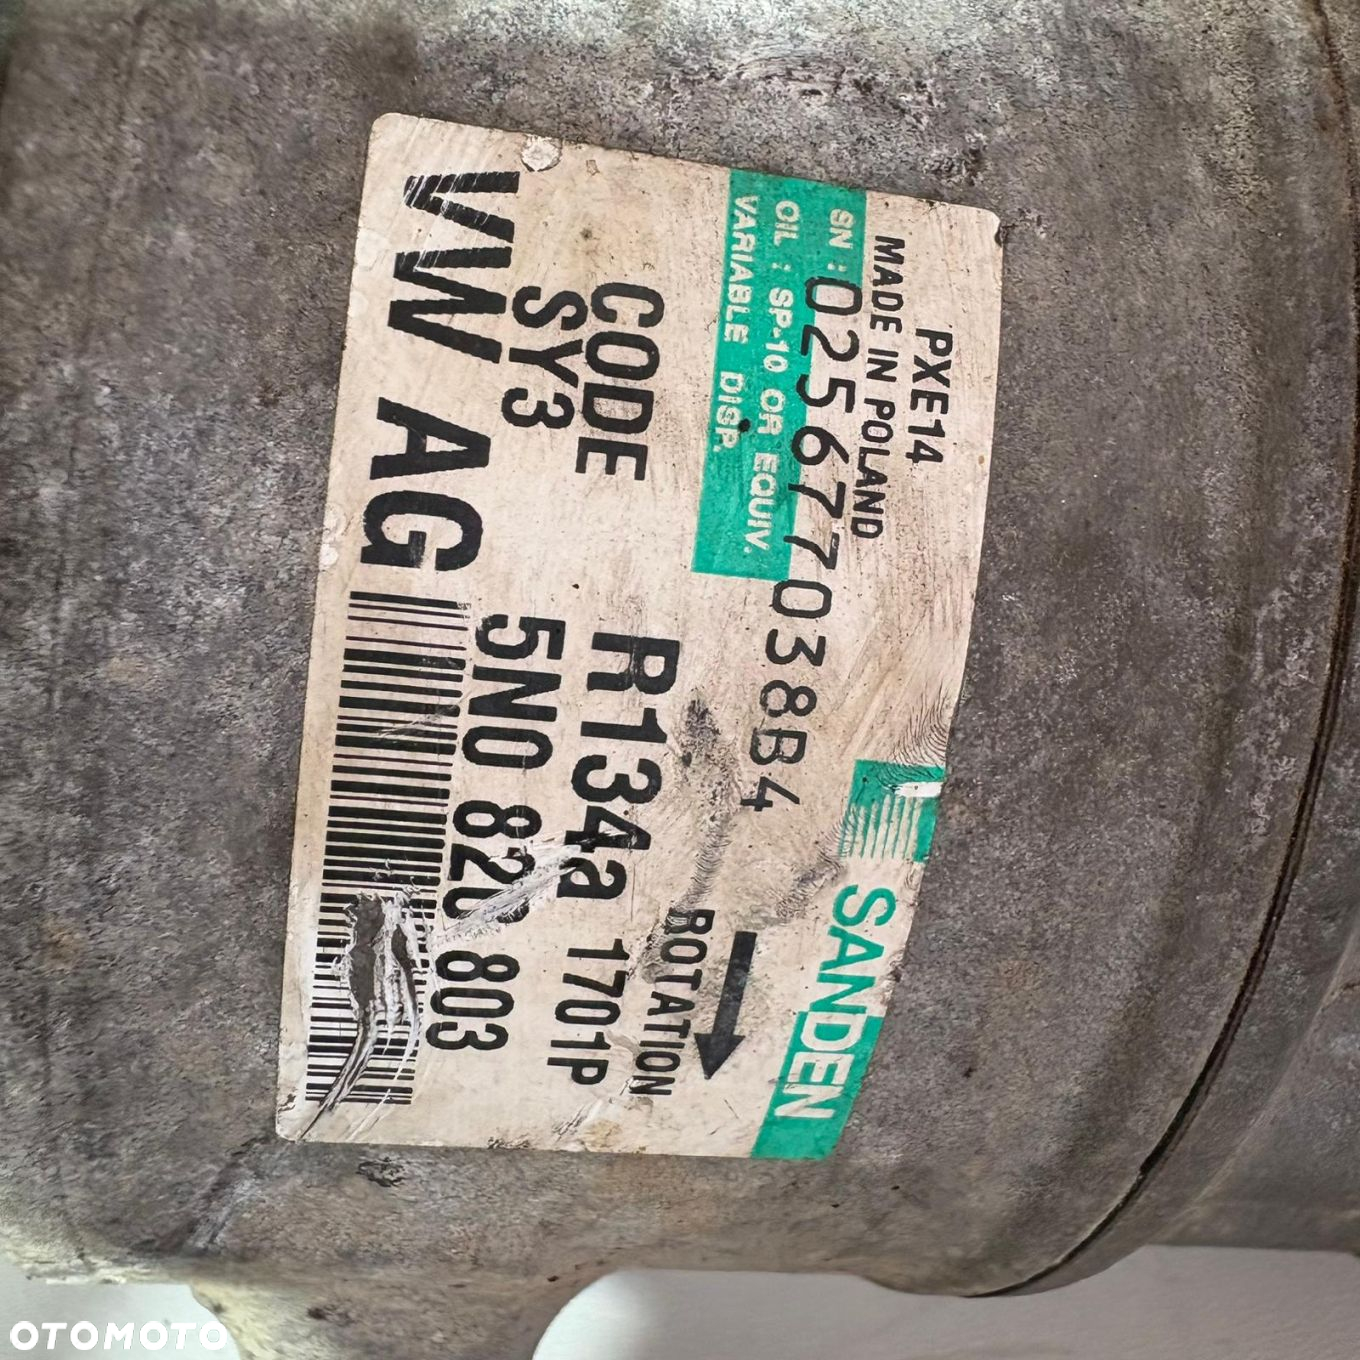 PXE14
MADE IN POLAND
SN: 0256770388B4
OIL : SP-10 OR EQUIV.
VARIABLE DISP.
SANDEN
ROTATION
CODE
SY3
R134a 1701P
VW AG
5N0 820 803
OTOMOTO